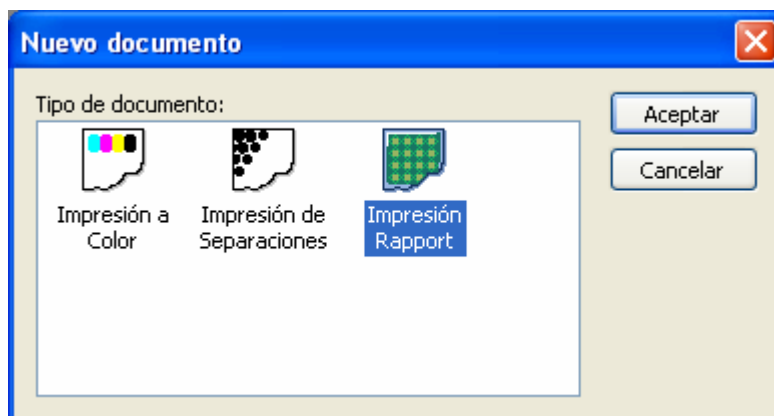 Nuevo documento
Tipo de documento:
Aceptar
Cancelar
Impresión a
Color
Impresión de
Separaciones
Impresión
Rapport